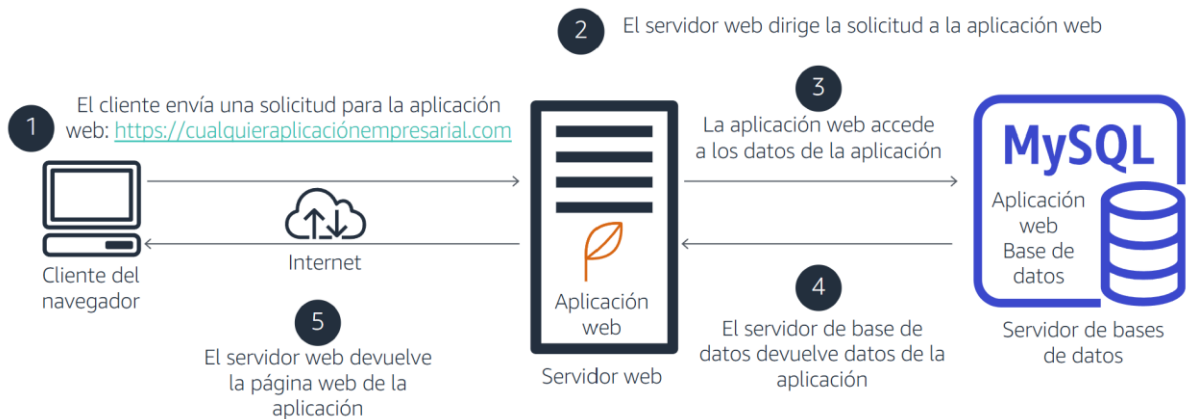 2
El servidor web dirige la solicitud a la aplicación web
1
El cliente envía una solicitud para la aplicación
web: https://cualquieraplicaciónempresarial.com
3
La aplicación web accede
a los datos de la aplicación
MySQL
Aplicación
web
Base de
datos
Cliente del
navegador
Internet
Aplicación
web
Servidor web
4
El servidor de base de
datos devuelve datos de la
aplicación
Servidor de bases
de datos
5
El servidor web devuelve
la página web de la
aplicación